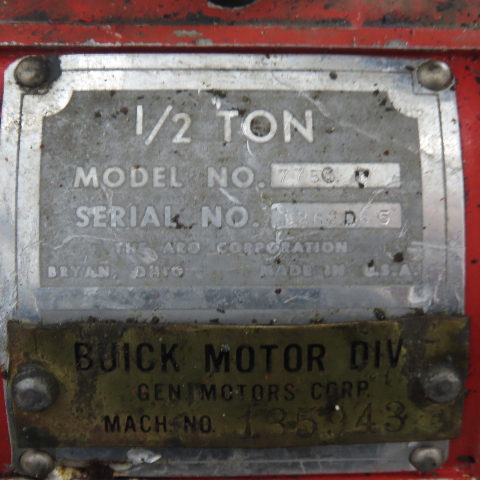 1/2 TON
MODEL NO.
SERIAL NO.
THE ARO CORPORATION
BRYAN, OHIO MADE IN U.S.A.
BUICK MOTOR DIV
GEN. MOTORS CORP.
MACH. NO. 135943